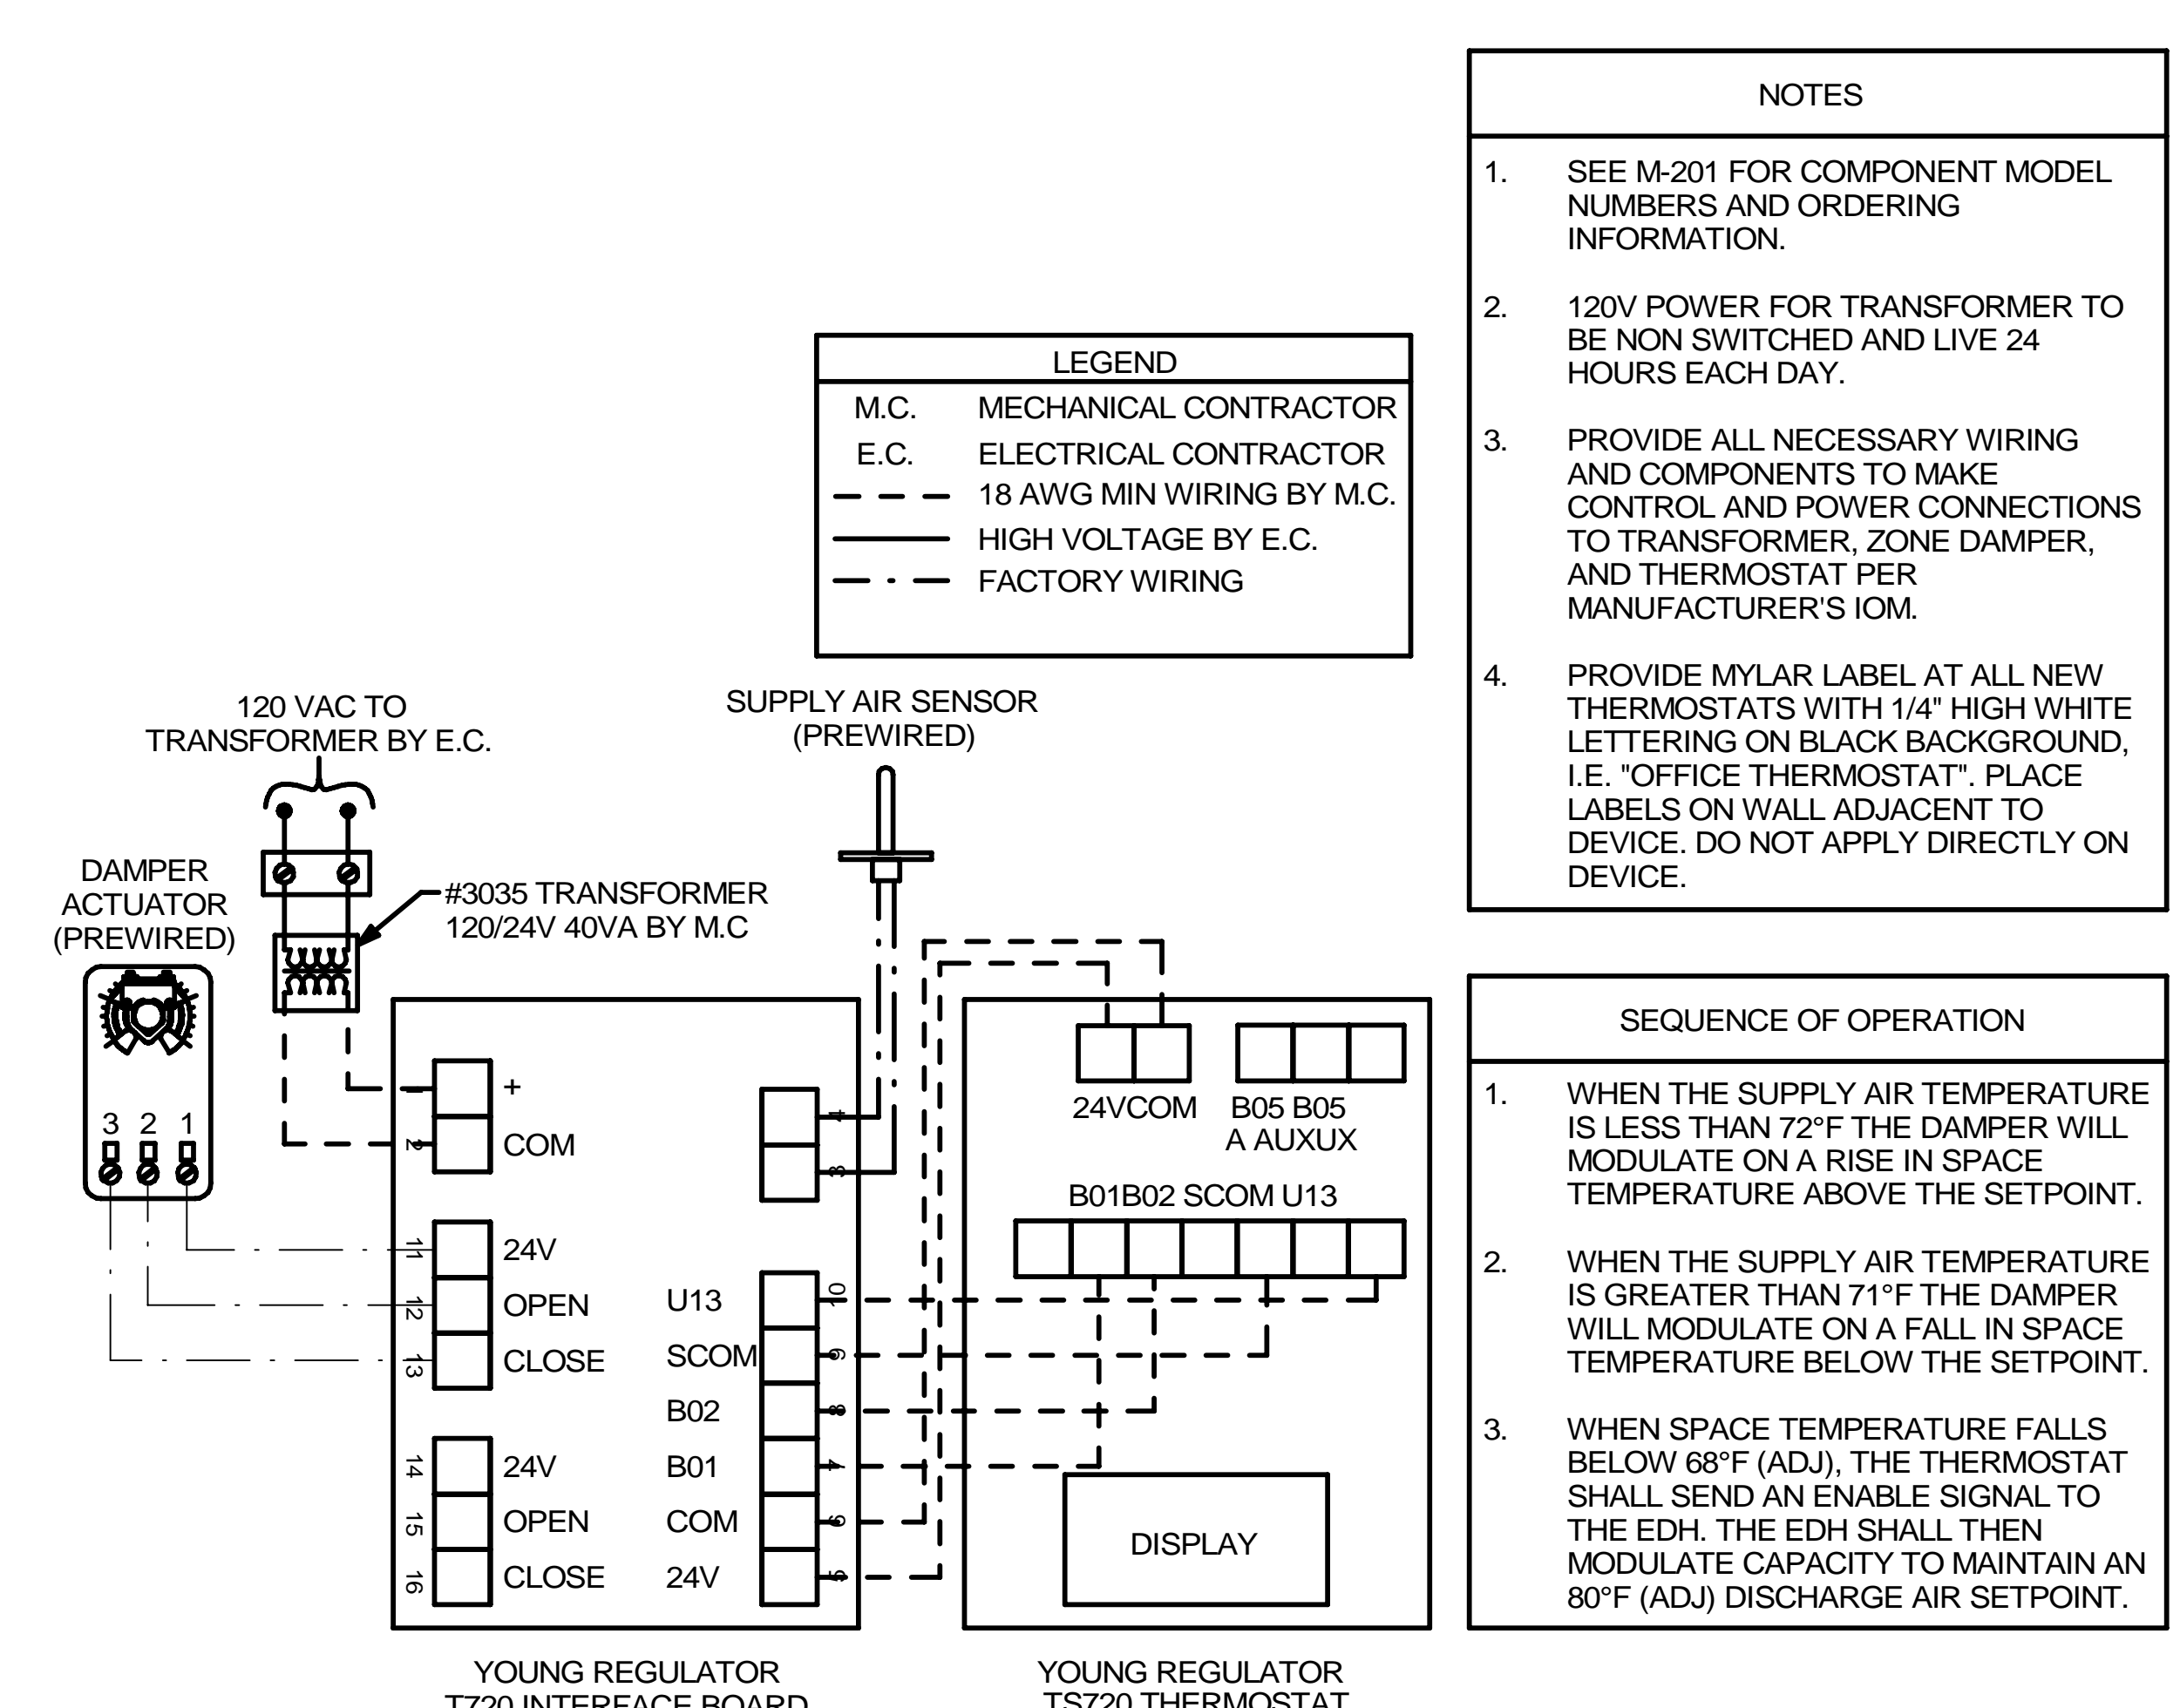 NOTES
1. SEE M-201 FOR COMPONENT MODEL
NUMBERS AND ORDERING
INFORMATION.
2. 120V POWER FOR TRANSFORMER TO
BE NON SWITCHED AND LIVE 24
HOURS EACH DAY.
3. PROVIDE ALL NECESSARY WIRING
AND COMPONENTS TO MAKE
CONTROL AND POWER CONNECTIONS
TO TRANSFORMER, ZONE DAMPER,
AND THERMOSTAT PER
MANUFACTURER'S IOM.
4. PROVIDE MYLAR LABEL AT ALL NEW
THERMOSTATS WITH 1/4" HIGH WHITE
LETTERING ON BLACK BACKGROUND,
I.E. "OFFICE THERMOSTAT". PLACE
LABELS ON WALL ADJACENT TO
DEVICE. DO NOT APPLY DIRECTLY ON
DEVICE.
LEGEND
M.C. MECHANICAL CONTRACTOR
E.C. ELECTRICAL CONTRACTOR
18 AWG MIN WIRING BY M.C.
HIGH VOLTAGE BY E.C.
FACTORY WIRING
120 VAC TO
TRANSFORMER BY E.C.
SUPPLY AIR SENSOR
(PREWIRED)
DAMPER
ACTUATOR
(PREWIRED)
#3035 TRANSFORMER
120/24V 40VA BY M.C
3 2 1
1 +
2 COM
4
3
11 24V
12 OPEN
13 CLOSE
14 24V
15 OPEN
16 CLOSE
U13 10
SCOM 9
B02 8
B01 7
COM 6
24V 5
24VCOM
B05 B05
A AUXUX
B01B02 SCOM U13
DISPLAY
YOUNG REGULATOR
T720 INTERFACE BOARD
YOUNG REGULATOR
TS720 THERMOSTAT
SEQUENCE OF OPERATION
1. WHEN THE SUPPLY AIR TEMPERATURE
IS LESS THAN 72°F THE DAMPER WILL
MODULATE ON A RISE IN SPACE
TEMPERATURE ABOVE THE SETPOINT.
2. WHEN THE SUPPLY AIR TEMPERATURE
IS GREATER THAN 71°F THE DAMPER
WILL MODULATE ON A FALL IN SPACE
TEMPERATURE BELOW THE SETPOINT.
3. WHEN SPACE TEMPERATURE FALLS
BELOW 68°F (ADJ), THE THERMOSTAT
SHALL SEND AN ENABLE SIGNAL TO
THE EDH. THE EDH SHALL THEN
MODULATE CAPACITY TO MAINTAIN AN
80°F (ADJ) DISCHARGE AIR SETPOINT.